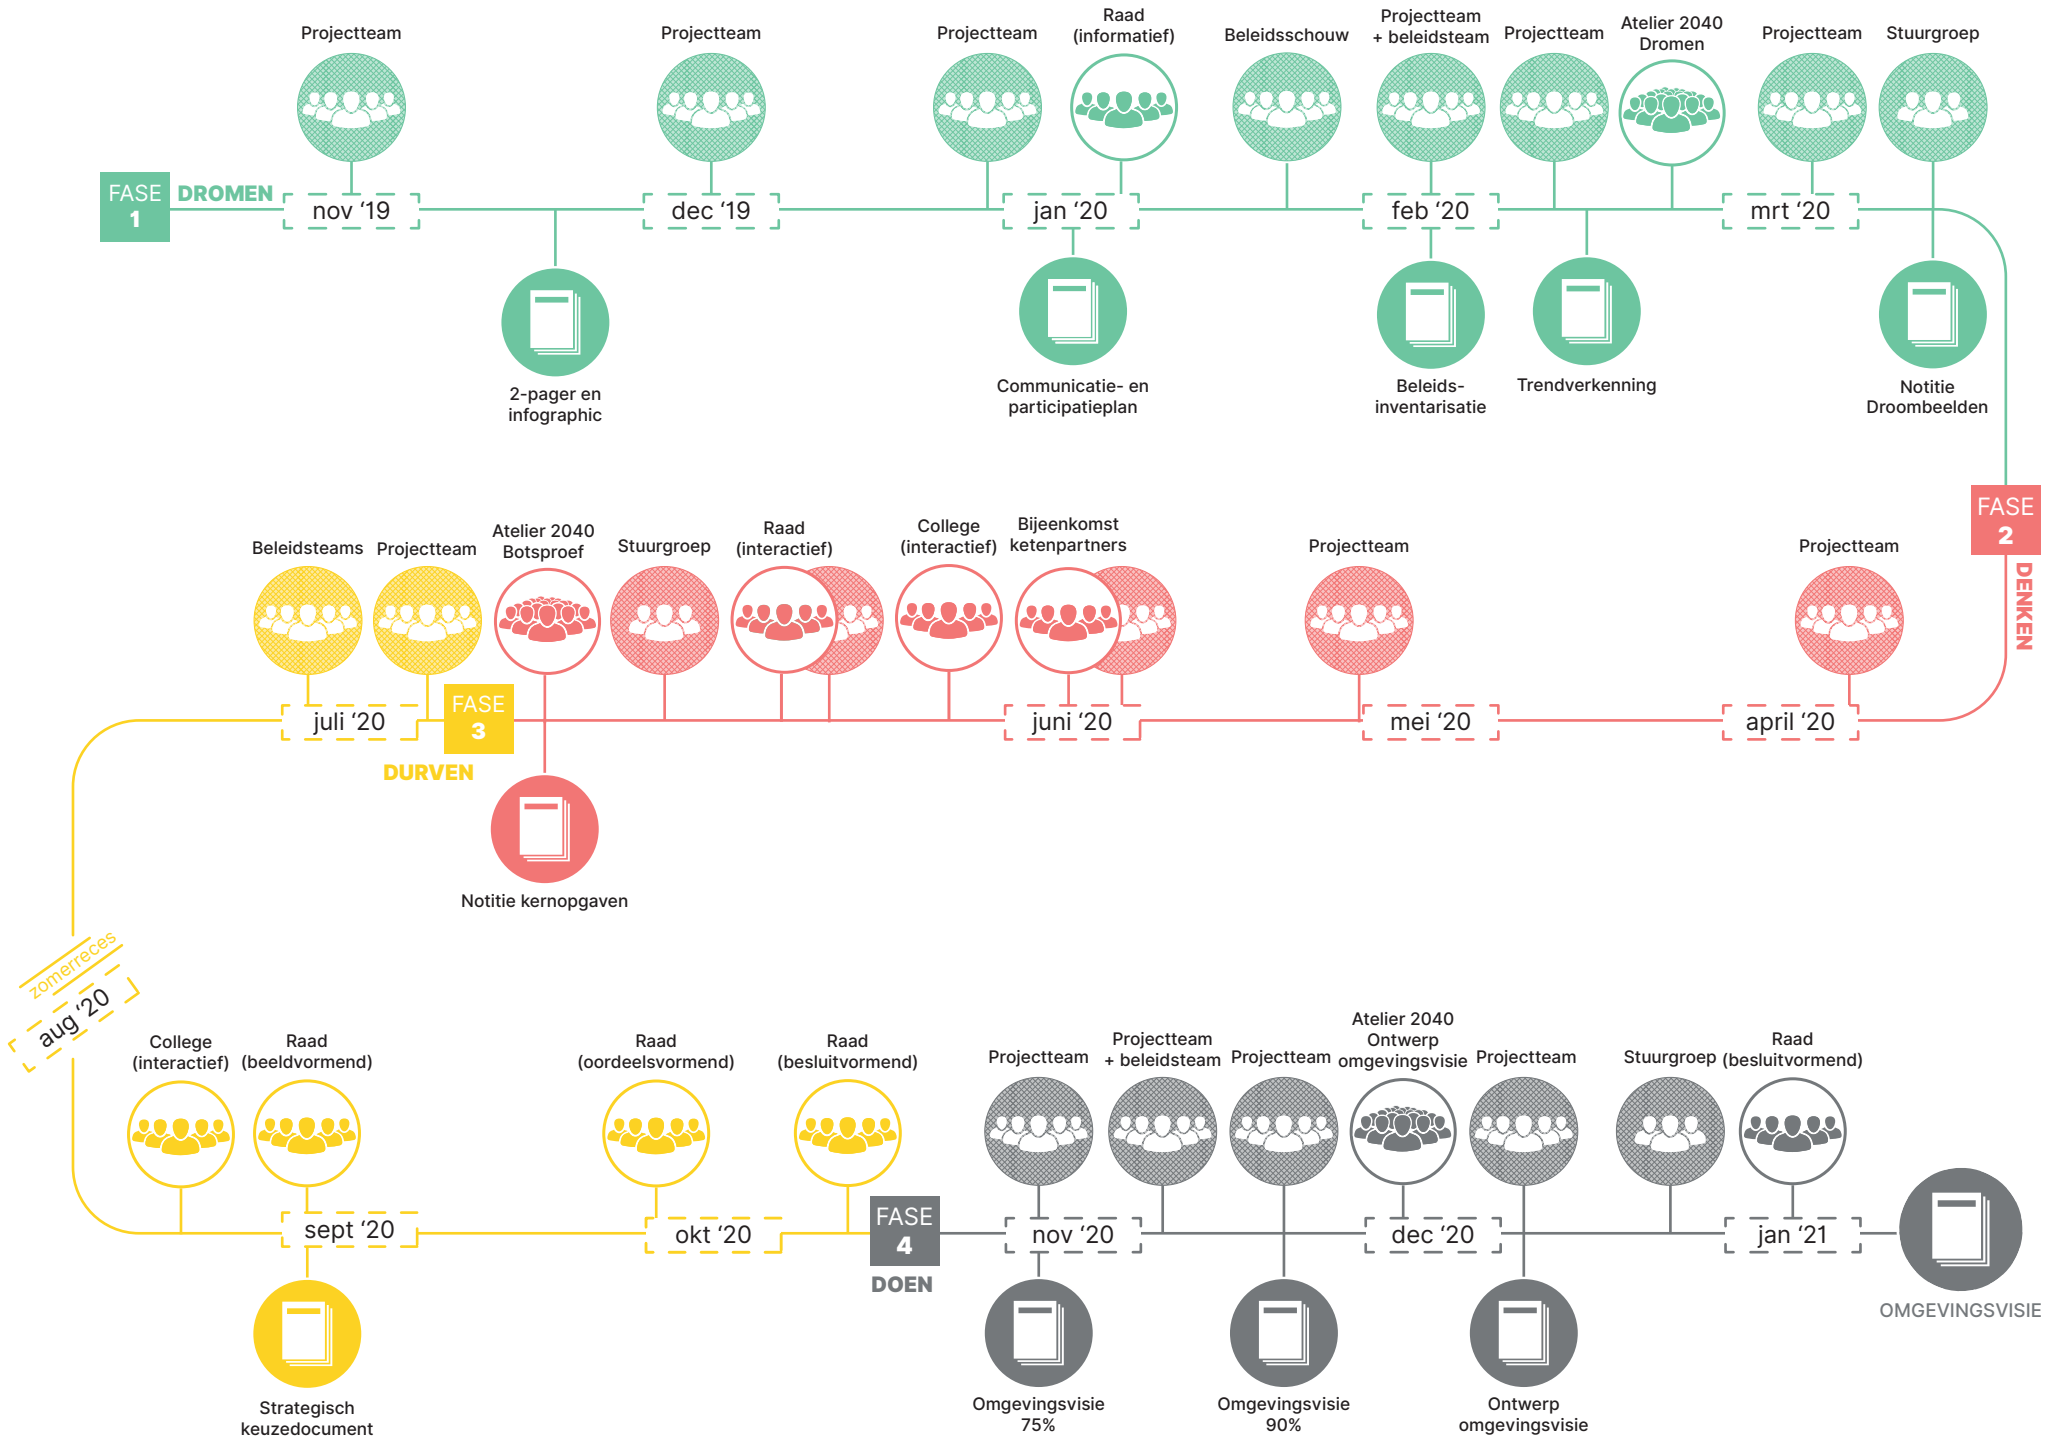 Projectteam
Projectteam
Projectteam
Raad
(informatief)
Beleidsschouw
Projectteam
+ beleidsteam
Projectteam
Atelier 2040
Dromen
Projectteam
Stuurgroep
FASE
1
DROMEN
nov ‘19
dec ‘19
jan ‘20
feb ‘20
mrt ‘20
2-pager en
infographic
Communicatie- en
participatieplan
Beleids-
inventarisatie
Trendverkenning
Notitie
Droombeelden
FASE
2
DENKEN
Projectteam
Projectteam
Bijeenkomst
ketenpartners
College
(interactief)
Raad
(interactief)
Stuurgroep
Atelier 2040
Botsproef
Projectteam
Beleidsteams
april ‘20
mei ‘20
juni ‘20
FASE
3
DURVEN
juli ‘20
Notitie kernopgaven
zomerreces
aug ‘20
College
(interactief)
Raad
(beeldvormend)
Raad
(oordeelsvormend)
Raad
(besluitvormend)
sept ‘20
okt ‘20
Strategisch
keuzedocument
FASE
4
DOEN
Projectteam
Projectteam
+ beleidsteam
Projectteam
Atelier 2040
Ontwerp
omgevingsvisie
Projectteam
Stuurgroep
Raad
(besluitvormend)
nov ‘20
dec ‘20
jan ‘21
Omgevingsvisie
75%
Omgevingsvisie
90%
Ontwerp
omgevingsvisie
OMGEVINGSVISIE